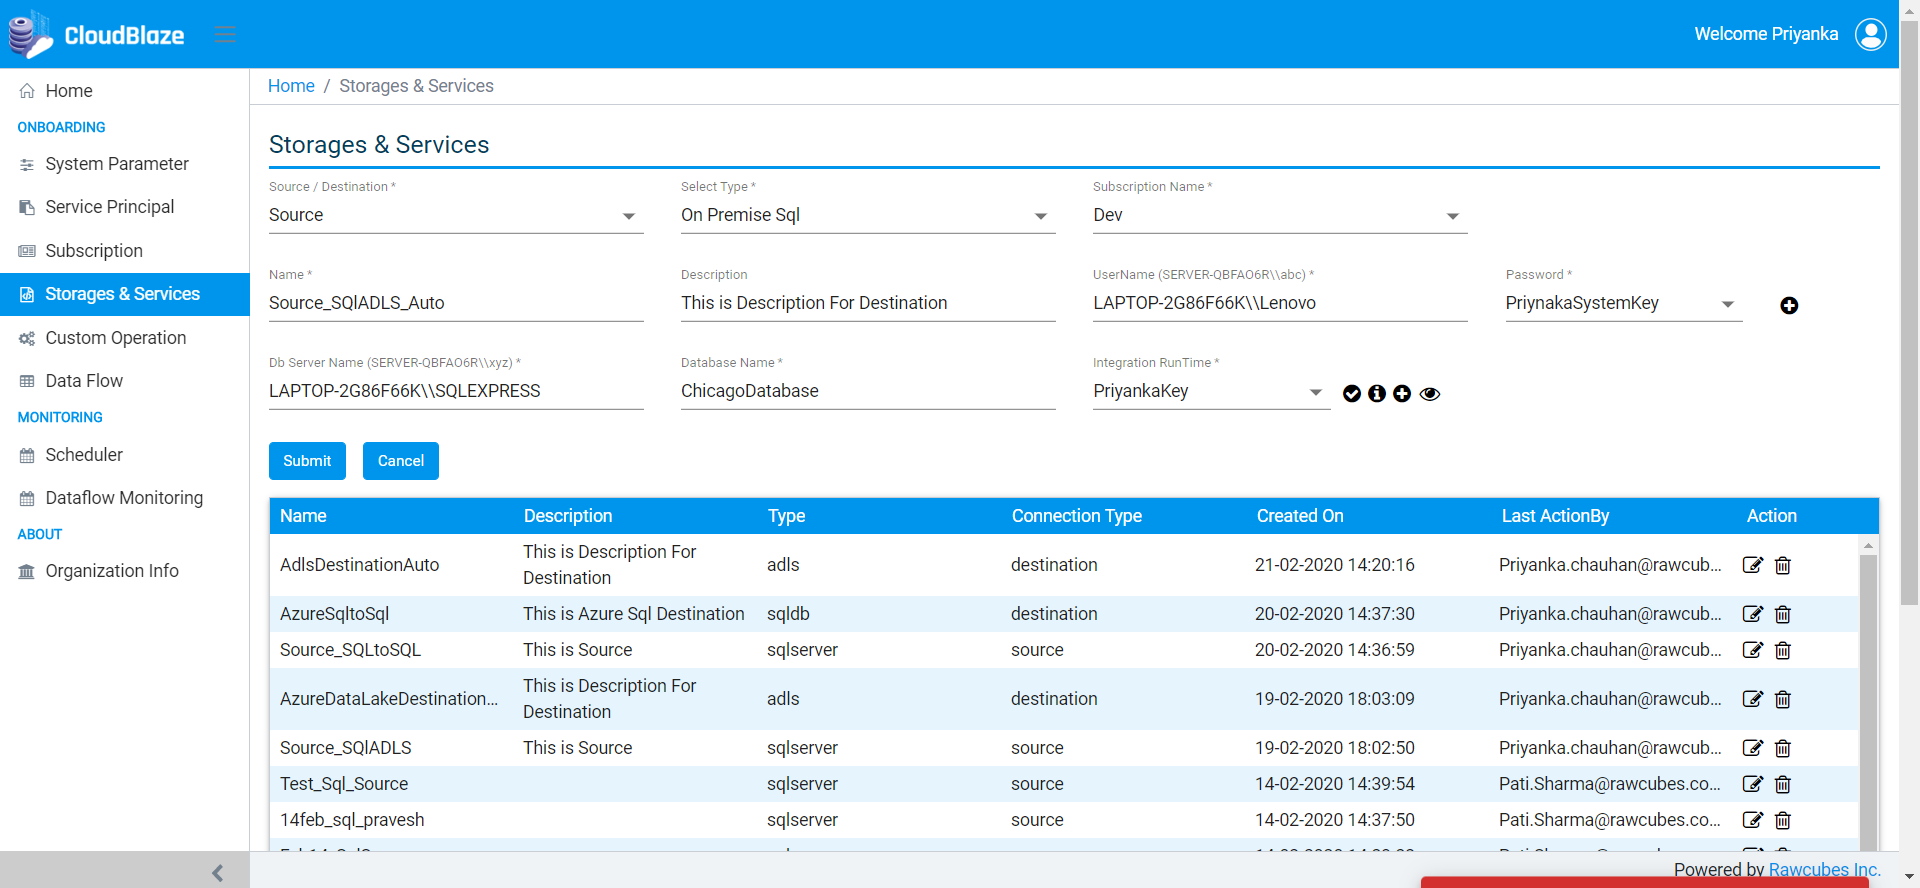 CloudBlaze
Welcome Priyanka
Home
ONBOARDING
System Parameter
Service Principal
Subscription
Storages & Services
Custom Operation
Data Flow
MONITORING
Scheduler
Dataflow Monitoring
ABOUT
Organization Info
Home / Storages & Services
Storages & Services
Source / Destination * Select Type * Subscription Name *
Source On Premise Sql Dev
Name * Description UserName (SERVER-QBFAO6R\\abc) * Password *
Source_SQlADLS_Auto This is Description For Destination LAPTOP-2G86F66K\\Lenovo PriynakaSystemKey
Db Server Name (SERVER-QBFAO6R\\xyz) * Database Name * Integration RunTime *
LAPTOP-2G86F66K\\SQLEXPRESS ChicagoDatabase PriyankaKey
Submit Cancel
Name Description Type Connection Type Created On Last ActionBy Action
AdlsDestinationAuto This is Description For
Destination adls destination 21-02-2020 14:20:16 Priyanka.chauhan@rawcub...
AzureSqltoSql This is Azure Sql Destination sqldb destination 20-02-2020 14:37:30 Priyanka.chauhan@rawcub...
Source_SQLtoSQL This is Source sqlserver source 20-02-2020 14:36:59 Priyanka.chauhan@rawcub...
AzureDataLakeDestination... This is Description For
Destination adls destination 19-02-2020 18:03:09 Priyanka.chauhan@rawcub...
Source_SQlADLS This is Source sqlserver source 19-02-2020 18:02:50 Priyanka.chauhan@rawcub...
Test_Sql_Source sqlserver source 14-02-2020 14:39:54 Pati.Sharma@rawcubes.co...
14feb_sql_pravesh sqlserver source 14-02-2020 14:37:50 Pati.Sharma@rawcubes.co...
Powered by Rawcubes Inc.